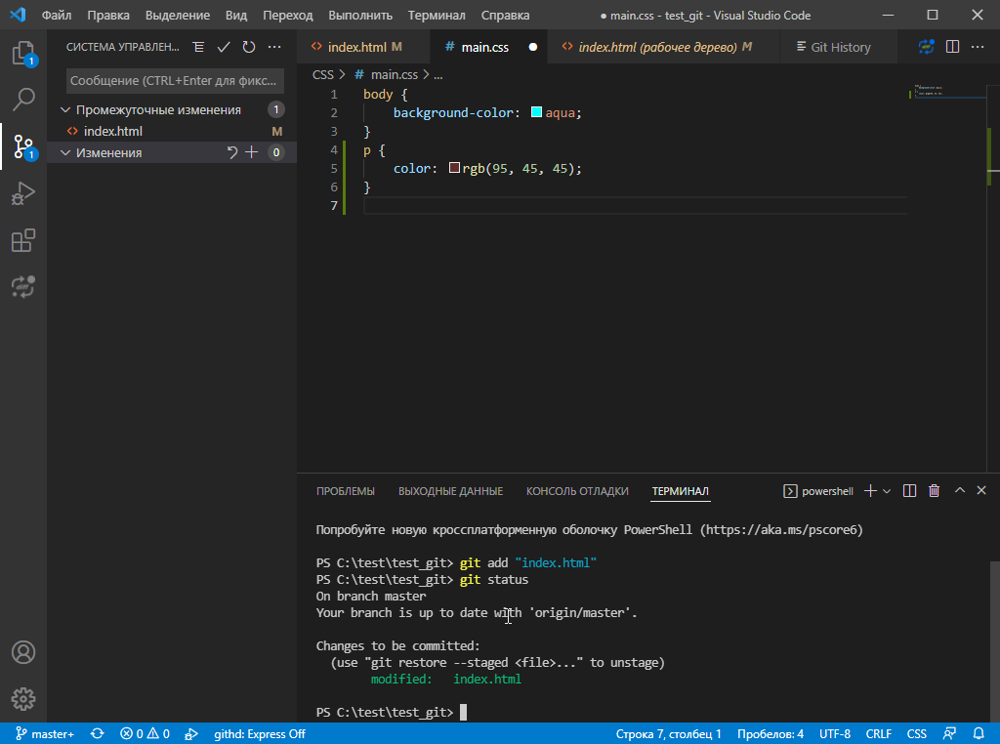 Файл Правка Выделение Вид Переход Выполнить Терминал Справка ● main.css - test_git - Visual Studio Code
СИСТЕМА УПРАВЛЕН...
Сообщение (CTRL+Enter для фикс...
Промежуточные изменения 1
index.html M
Изменения 0
1
1
<> index.html M # main.css <> index.html (рабочее дерево) M Git History
CSS > # main.css > ...
1 body {
2 background-color: aqua;
3 }
4 p {
5 color: rgb(95, 45, 45);
6 }
7
ПРОБЛЕМЫ ВЫХОДНЫЕ ДАННЫЕ КОНСОЛЬ ОТЛАДКИ ТЕРМИНАЛ powershell
Попробуйте новую кроссплатформенную оболочку PowerShell (https://aka.ms/pscore6)
PS C:\test\test_git> git add "index.html"
PS C:\test\test_git> git status
On branch master
Your branch is up to date with 'origin/master'.
Changes to be committed:
(use "git restore --staged <file>..." to unstage)
modified: index.html
PS C:\test\test_git>
master+ 0 0 githd: Express Off Строка 7, столбец 1 Пробелов: 4 UTF-8 CRLF CSS